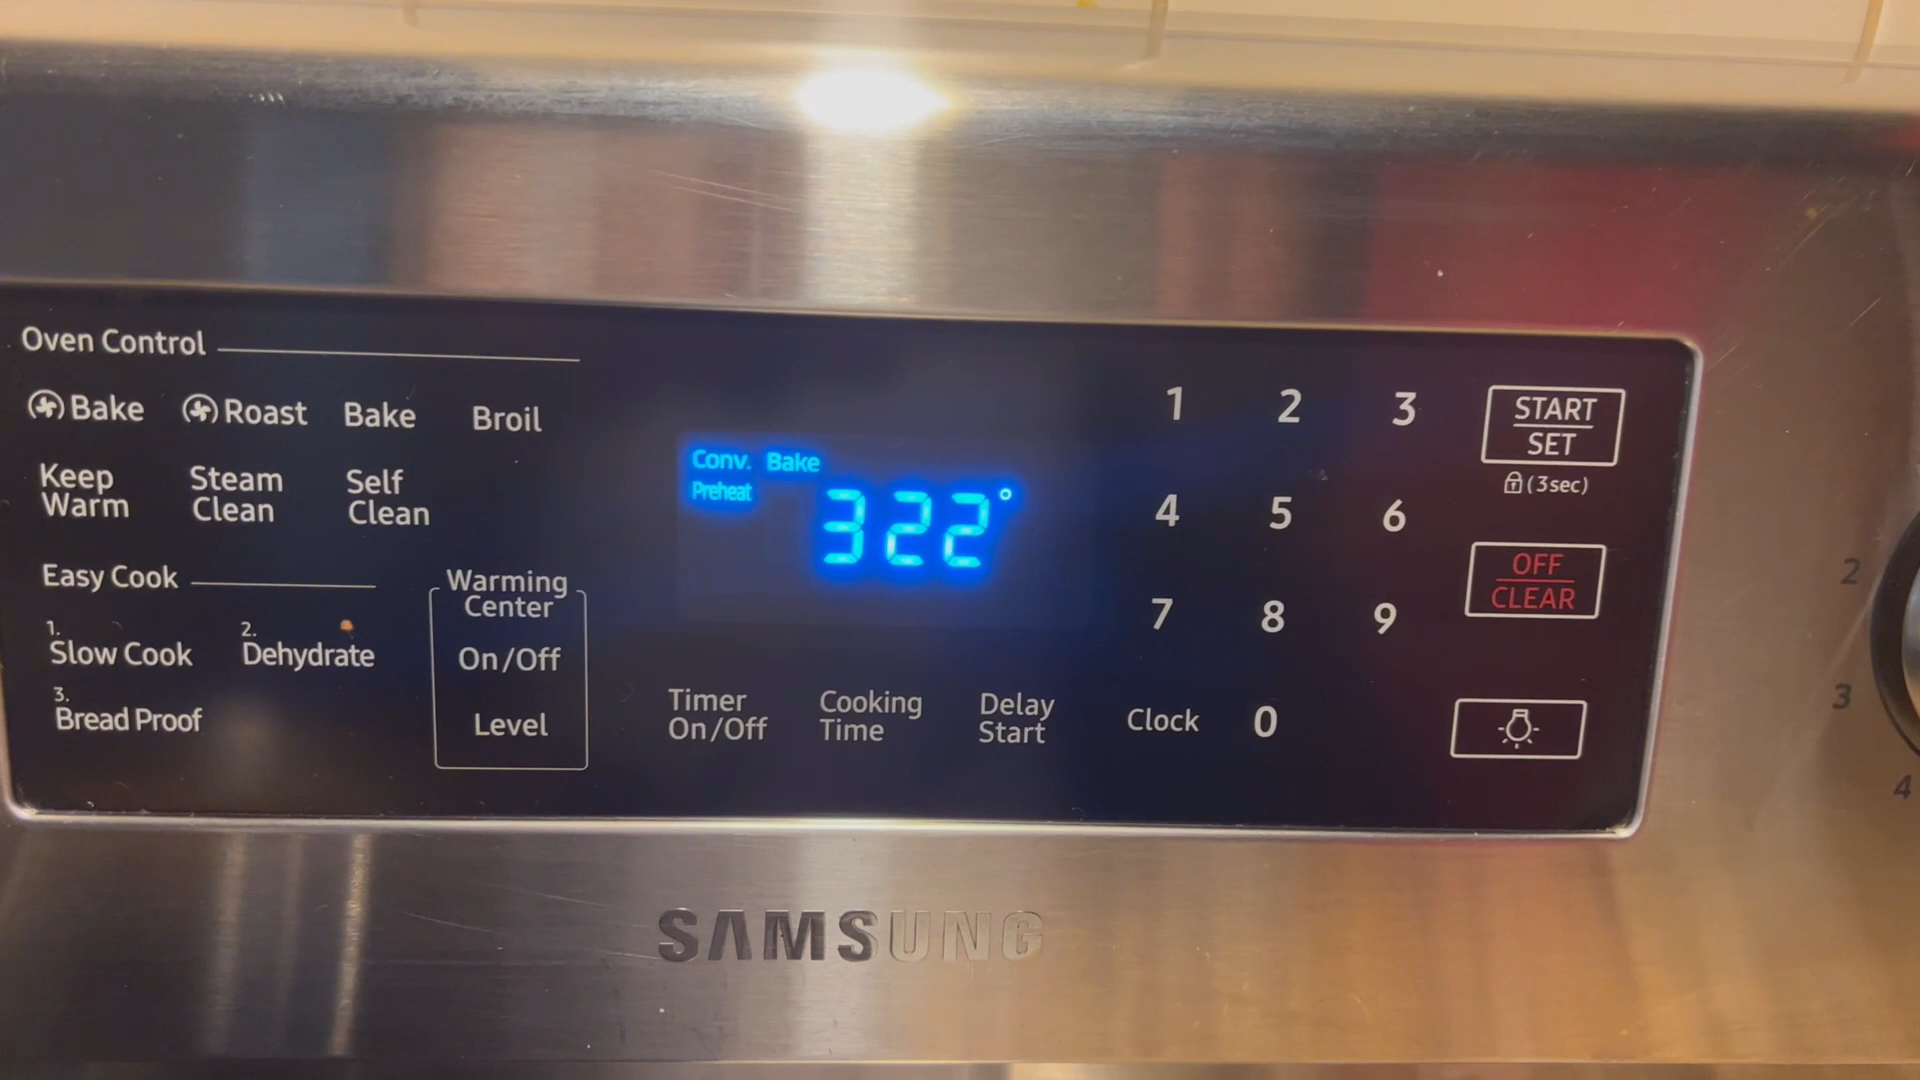 Oven Control
Bake Roast Bake Broil
Keep Warm Steam Clean Self Clean
Easy Cook
1. Slow Cook 2. Dehydrate
3. Bread Proof
Warming Center
On/Off
Level
Conv. Bake
Preheat
322°
Timer On/Off Cooking Time Delay Start Clock
1 2 3
4 5 6
7 8 9
0
START
SET
(3sec)
OFF
CLEAR
2
3
4
SAMSUNG